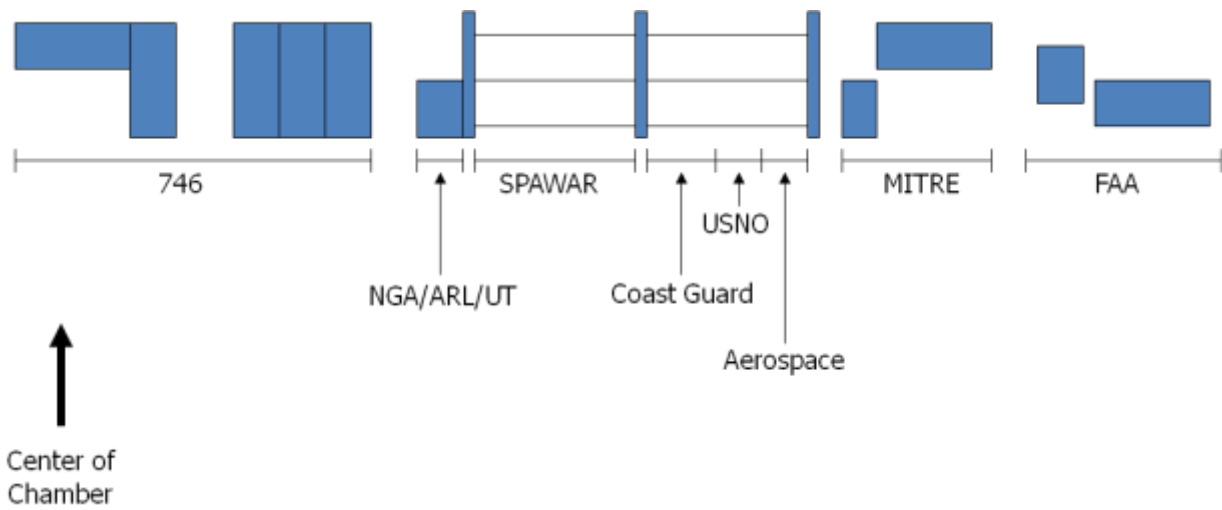 746
SPAWAR
MITRE
FAA
USNO
NGA/ARL/UT
Coast Guard
Aerospace
Center of
Chamber